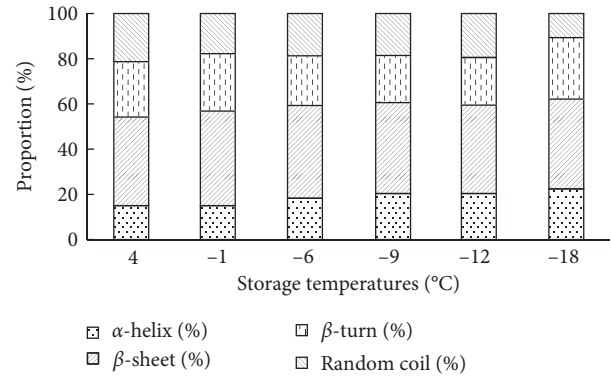 100
80
60
40
20
0
Proportion (%)
4 –1 –6 –9 –12 –18
Storage temperatures (°C)
α-helix (%)
β-sheet (%)
β-turn (%)
Random coil (%)